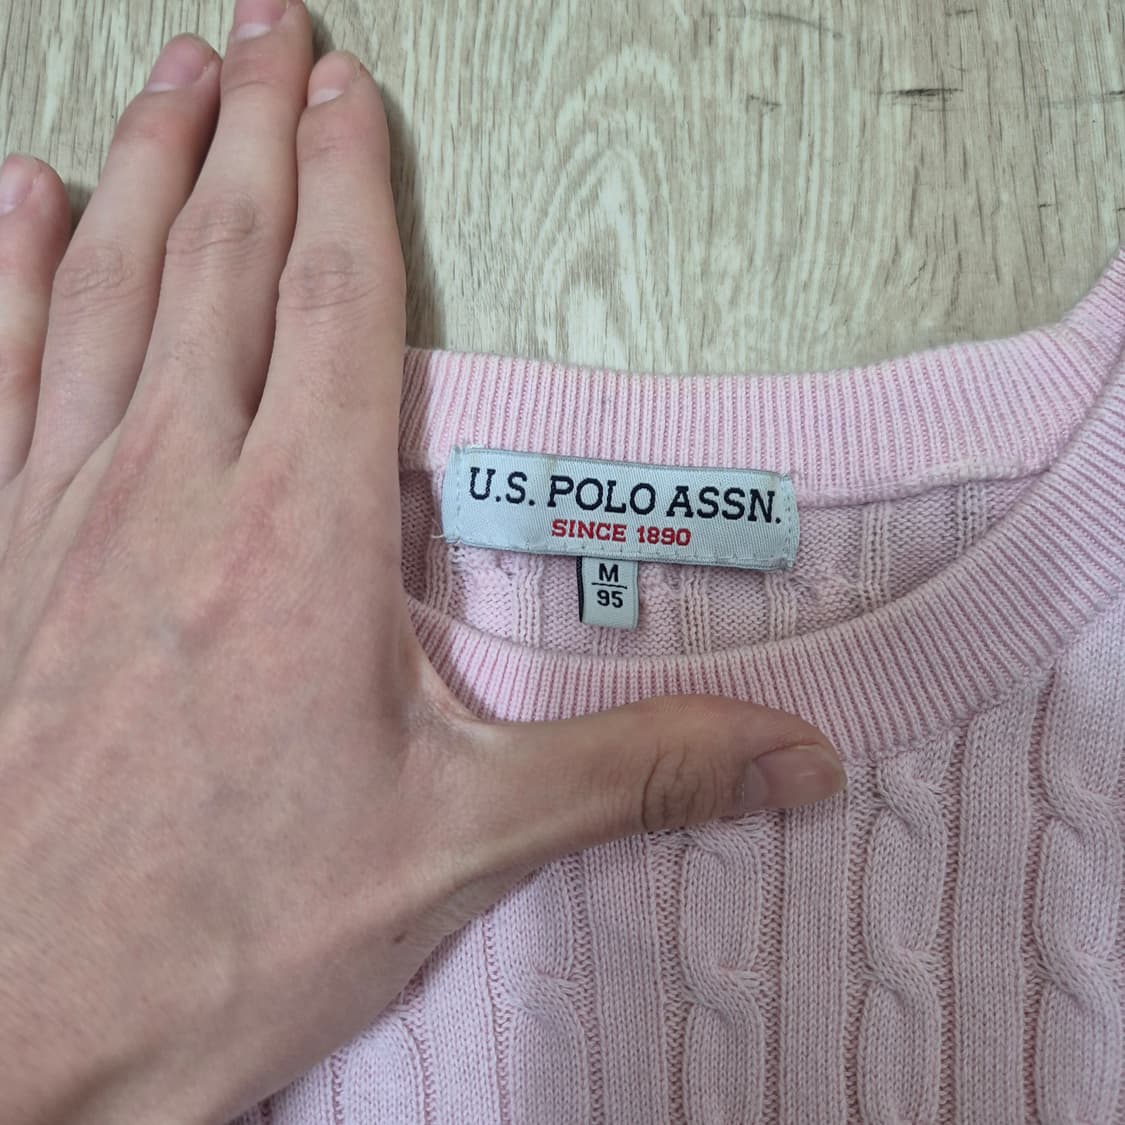 U.S. POLO ASSN.
SINCE 1890
M
95